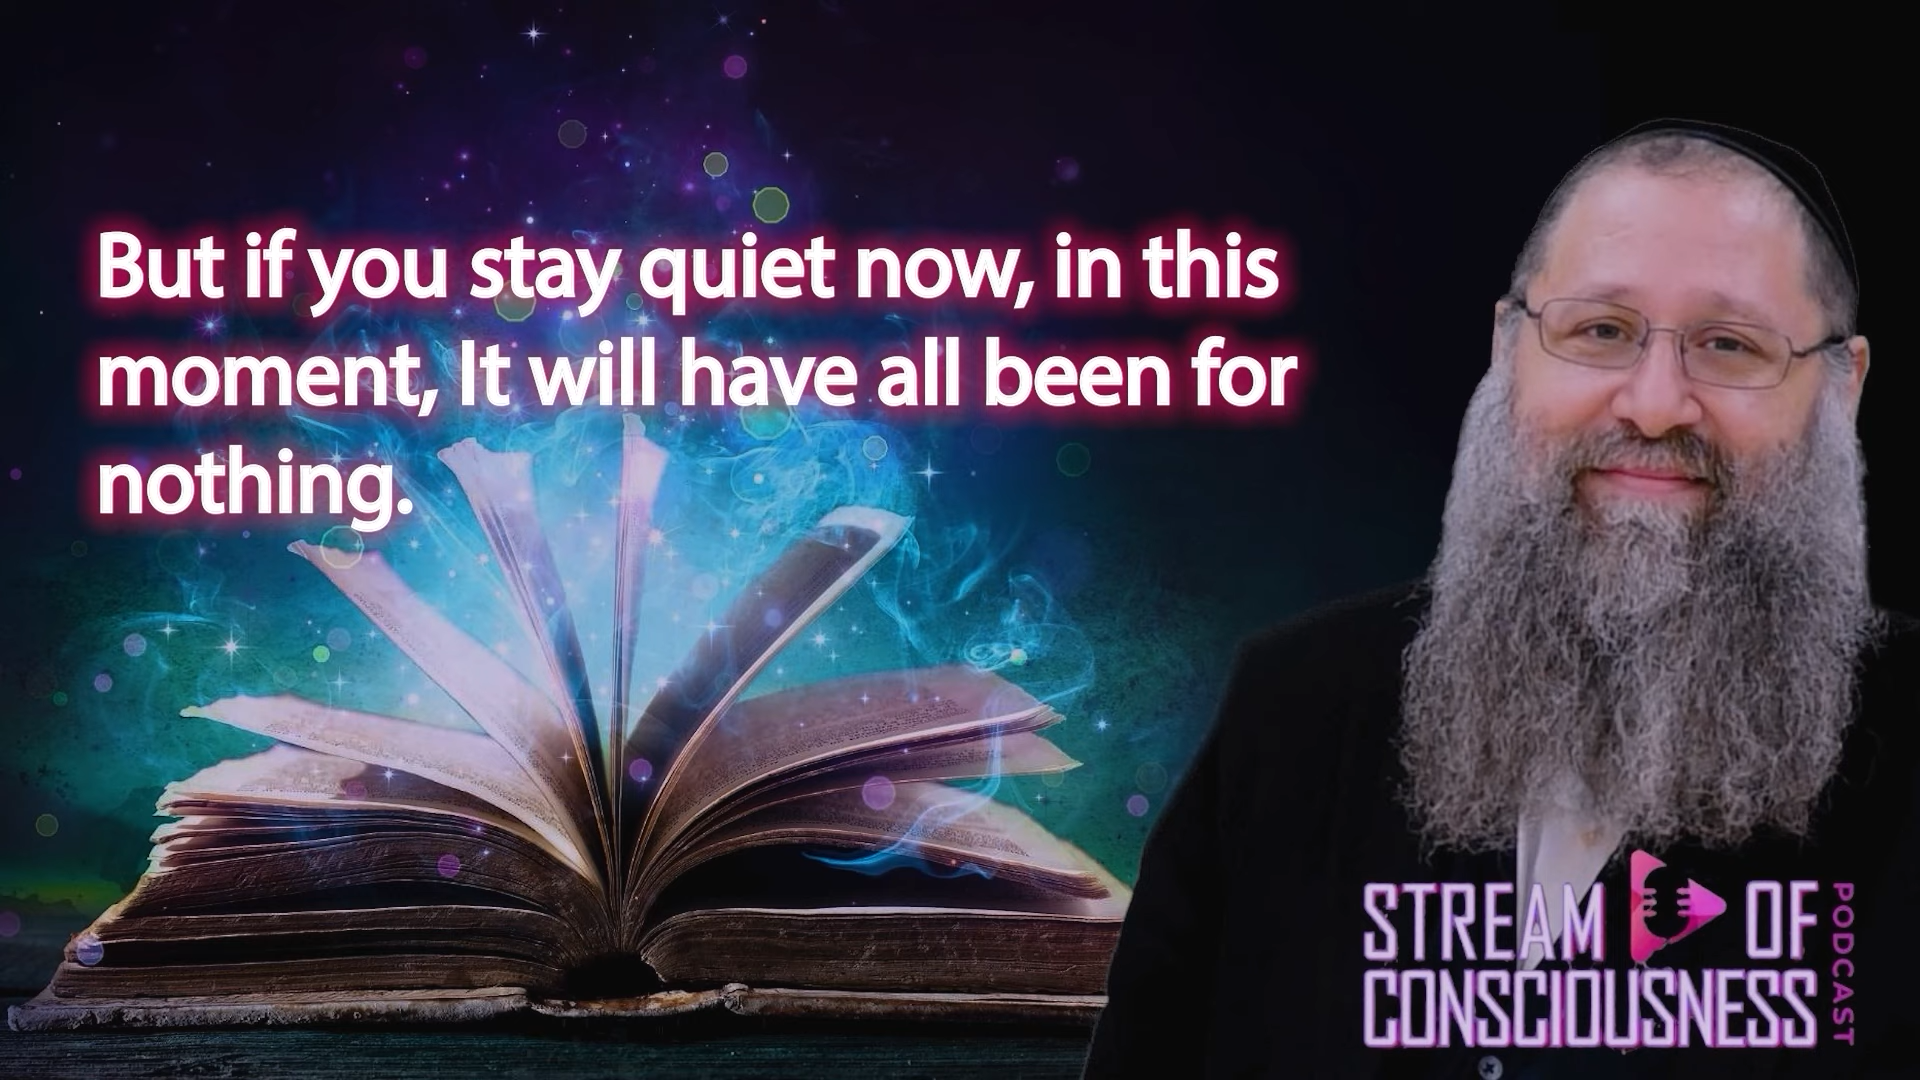 But if you stay quiet now, in this
moment, It will have all been for
nothing.
STREAM OF
CONSCIOUSNESS
PODCAST